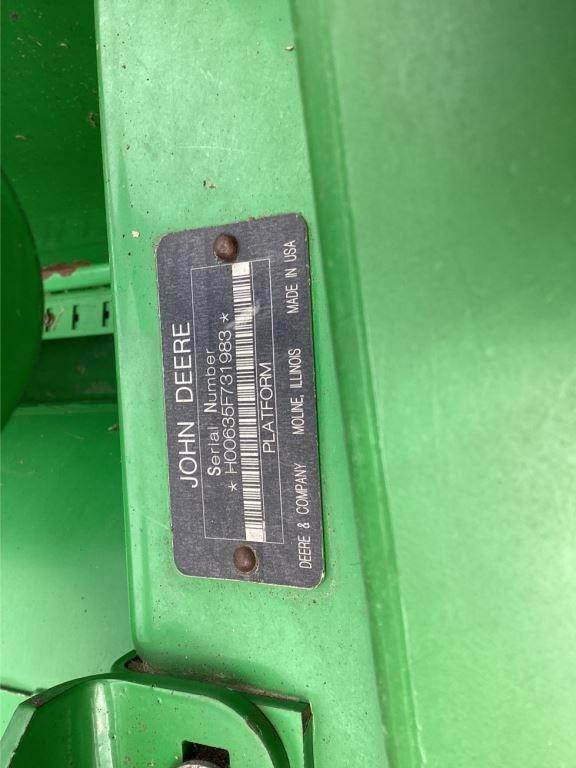 JOHN DEERE
Serial Number
* H00635F731983 *
PLATFORM
DEERE & COMPANY MOLINE, ILLINOIS MADE IN USA